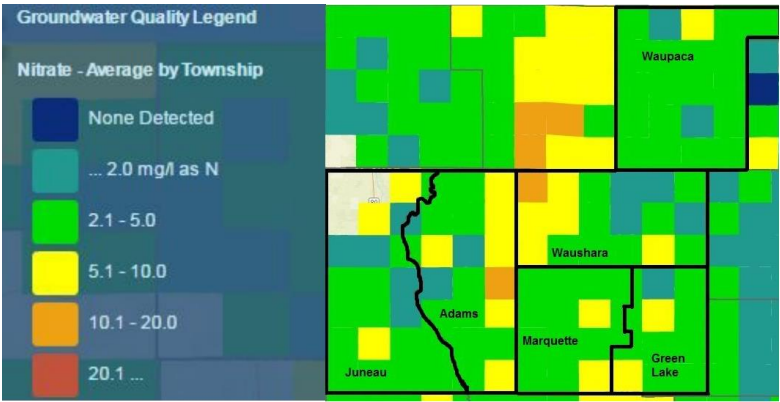 Groundwater Quality Legend
Nitrate - Average by Township
None Detected
... 2.0 mg/l as N
2.1 - 5.0
5.1 - 10.0
10.1 - 20.0
20.1 ...
Waupaca
Waushara
Adams
Marquette
Juneau
Green
Lake